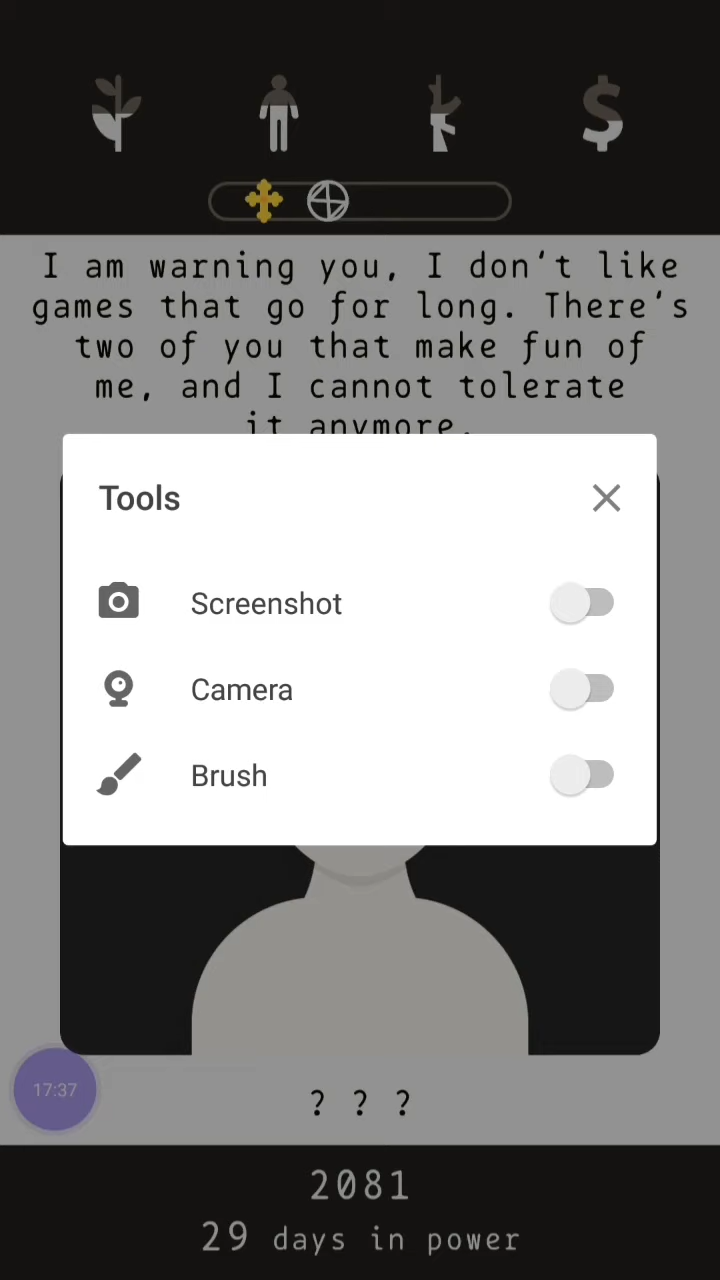 I am warning you, I don't like
games that go for long. There's
two of you that make fun of
me, and I cannot tolerate
it anymore.
Tools
Screenshot
Camera
Brush
17:37
? ? ?
2081
29 days in power